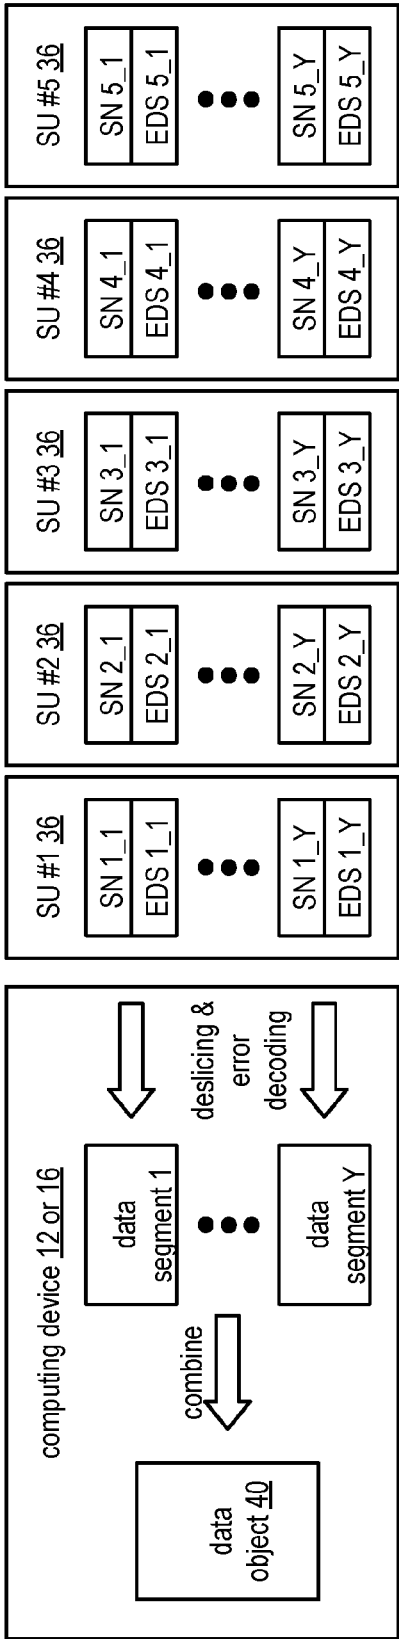 computing device 12 or 16
data
object 40
combine
data
segment 1
data
segment Y
deslicing &
error
decoding
SU #1 36
SN 1_1
EDS 1_1
SN 1_Y
EDS 1_Y
SU #2 36
SN 2_1
EDS 2_1
SN 2_Y
EDS 2_Y
SU #3 36
SN 3_1
EDS 3_1
SN 3_Y
EDS 3_Y
SU #4 36
SN 4_1
EDS 4_1
SN 4_Y
EDS 4_Y
SU #5 36
SN 5_1
EDS 5_1
SN 5_Y
EDS 5_Y